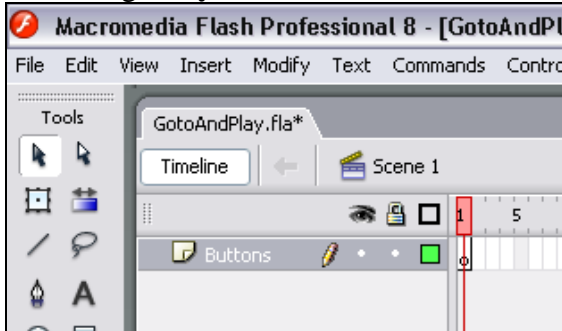 Macromedia Flash Professional 8 - [GotoAndPl
File Edit View Insert Modify Text Commands Contro
Tools
GotoAndPlay.fla*
Timeline
Scene 1
1 5
Buttons
A